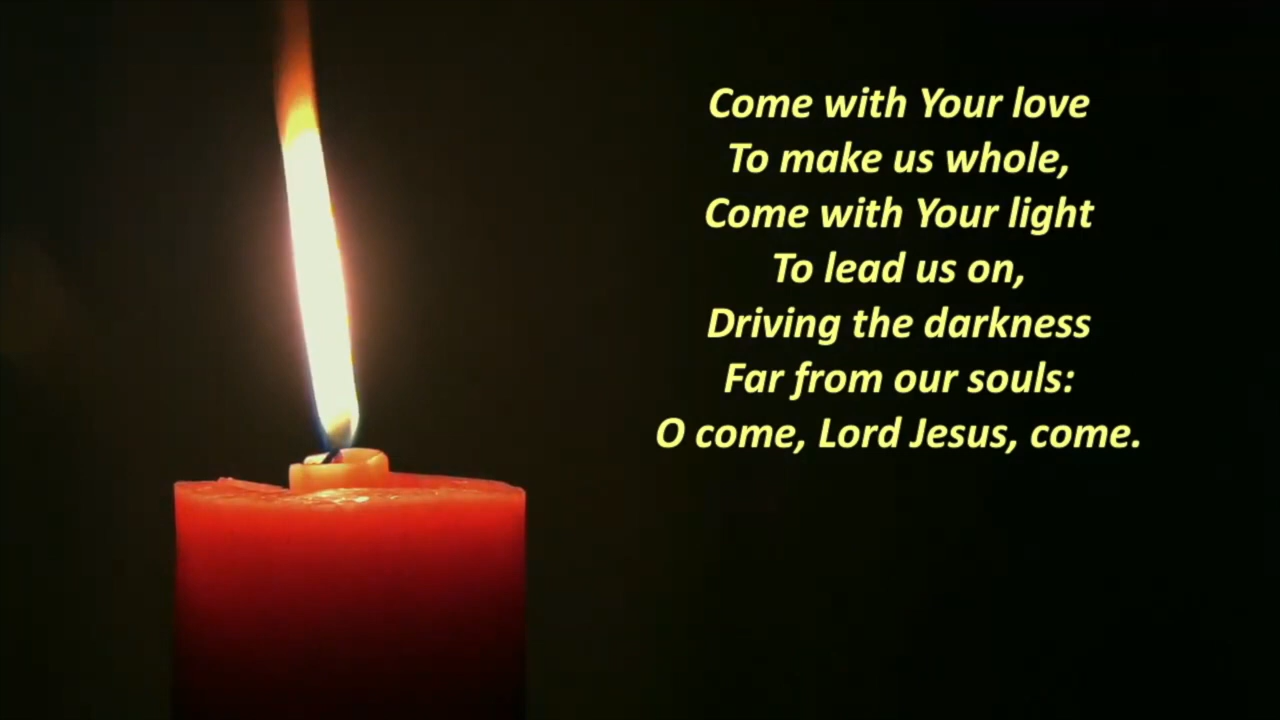 Come with Your love
To make us whole,
Come with Your light
To lead us on,
Driving the darkness
Far from our souls:
O come, Lord Jesus, come.